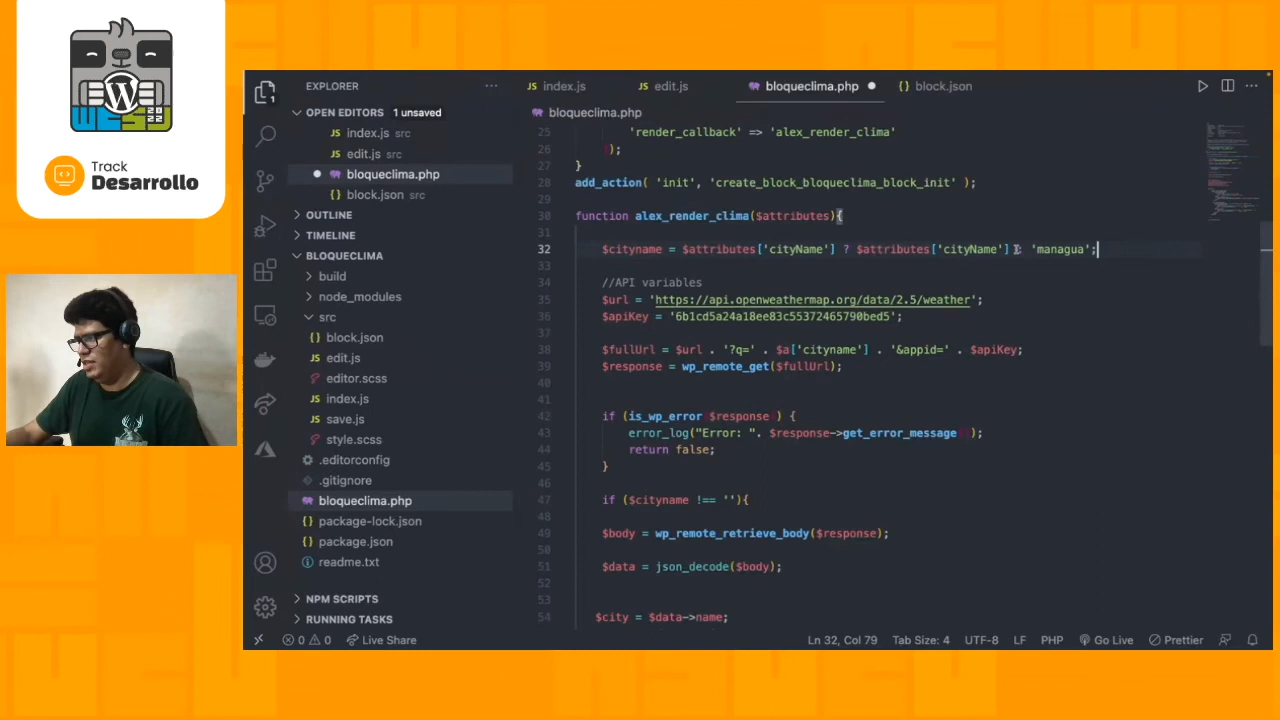 W
WCES
2022
Track
Desarrollo
EXPLORER
OPEN EDITORS 1 unsaved
index.js src
edit.js src
bloqueclima.php
block.json src
OUTLINE
TIMELINE
BLOQUECLIMA
build
node_modules
src
block.json
edit.js
editor.scss
index.js
save.js
style.scss
.editorconfig
.gitignore
bloqueclima.php
package-lock.json
package.json
readme.txt
NPM SCRIPTS
RUNNING TASKS
index.js edit.js bloqueclima.php block.json
bloqueclima.php
25 'render_callback' => 'alex_render_clima'
26 );
27 }
28 add_action( 'init', 'create_block_bloqueclima_block_init' );
29
30 function alex_render_clima($attributes){
31
32 $cityname = $attributes['cityName'] ? $attributes['cityName'] : 'managua';
33
34 //API variables
35 $url = 'https://api.openweathermap.org/data/2.5/weather';
36 $apiKey = '6b1cd5a24a18ee83c55372465790bed5';
37
38 $fullUrl = $url . '?q=' . $a['cityname'] . '&appid=' . $apiKey;
39 $response = wp_remote_get($fullUrl);
40
41
42 if (is_wp_error($response)) {
43 error_log("Error: ". $response->get_error_message());
44 return false;
45 }
46
47 if ($cityname !== ''){
48
49 $body = wp_remote_retrieve_body($response);
50
51 $data = json_decode($body);
52
53
54 $city = $data->name;
0 0 Live Share Ln 32, Col 79 Tab Size: 4 UTF-8 LF PHP Go Live Prettier